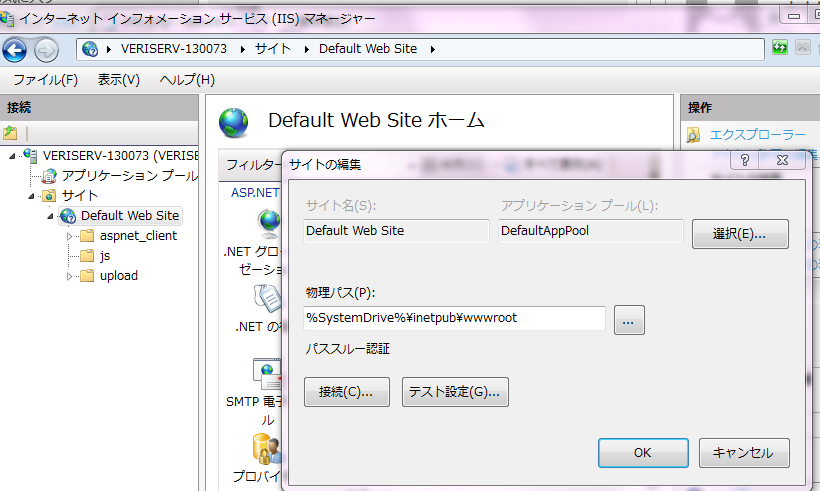 インターネット インフォメーション サービス (IIS) マネージャー
VERISERV-130073 サイト Default Web Site
ファイル(F) 表示(V) ヘルプ(H)
接続
VERISERV-130073 (VERISE
アプリケーション プール
サイト
Default Web Site
aspnet_client
js
upload
Default Web Site ホーム
フィルター
ASP.NET
.NET グロー
ゼーション
.NET の
SMTP 電子
ル
プロバイ
操作
エクスプローラー
サイトの編集
サイト名(S):
アプリケーション プール(L):
Default Web Site
DefaultAppPool
選択(E)...
物理パス(P):
%SystemDrive%¥inetpub¥wwwroot
...
パススルー認証
接続(C)...
テスト設定(G)...
OK
キャンセル